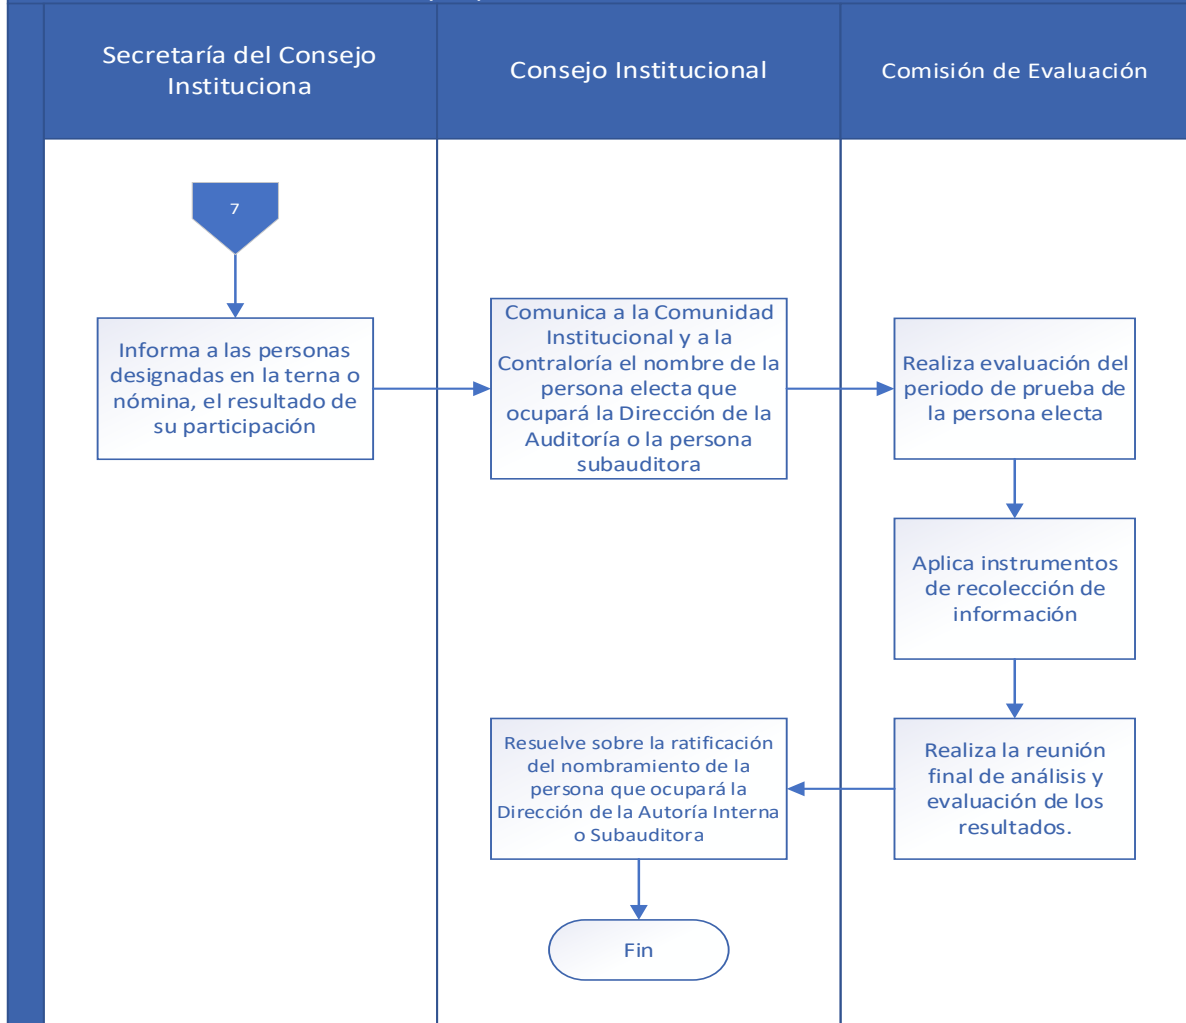 Secretaría del Consejo
Instituciona
Consejo Institucional
Comisión de Evaluación
7
Informa a las personas
designadas en la terna o
nómina, el resultado de
su participación
Comunica a la Comunidad
Institucional y a la
Contraloría el nombre de la
persona electa que
ocupará la Dirección de la
Auditoría o la persona
subauditora
Realiza evaluación del
periodo de prueba de
la persona electa
Aplica instrumentos
de recolección de
información
Realiza la reunión
final de análisis y
evaluación de los
resultados.
Resuelve sobre la ratificación
del nombramiento de la
persona que ocupará la
Dirección de la Autoría Interna
o Subauditora
Fin